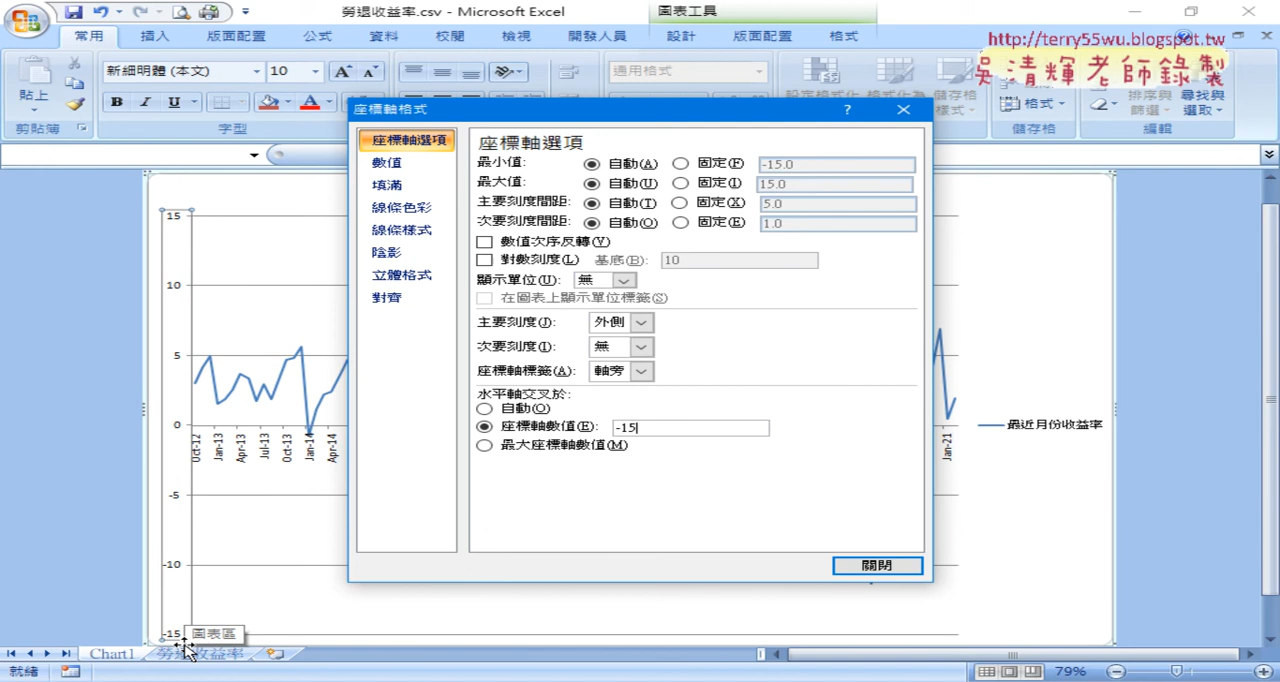 勞退收益率.csv - Microsoft Excel
圖表工具
常用 插入 版面配置 公式 資料 校閱 檢視 開發人員 設計 版面配置 格式
http://terry55wu.blogspot.tw
吳清輝老師錄製
新細明體 (本文) 10
通用格式
貼上
B I U A
格式
排序與篩選
尋找與選取
剪貼簿 字型 儲存格 編輯
座標軸格式
座標軸選項
數值
填滿
線條色彩
線條樣式
陰影
立體格式
對齊
座標軸選項
最小值: 自動(A) 固定(F) -15.0
最大值: 自動(U) 固定(I) 15.0
主要刻度間距: 自動(T) 固定(X) 5.0
次要刻度間距: 自動(O) 固定(E) 1.0
數值次序反轉(V)
對數刻度(L) 基底(B): 10
顯示單位(U): 無
在圖表上顯示單位標籤(S)
主要刻度(J): 外側
次要刻度(I): 無
座標軸標籤(A): 軸旁
水平軸交叉於:
自動(O)
座標軸數值(E): -15
最大座標軸數值(M)
關閉
15
10
5
0
-5
-10
-15
Oct-12 Jan-13 Apr-13 Jul-13 Oct-13 Jan-14 Apr-14 Jan-21
最近月份收益率
圖表區
Chart1 勞退收益率
就緒 79%